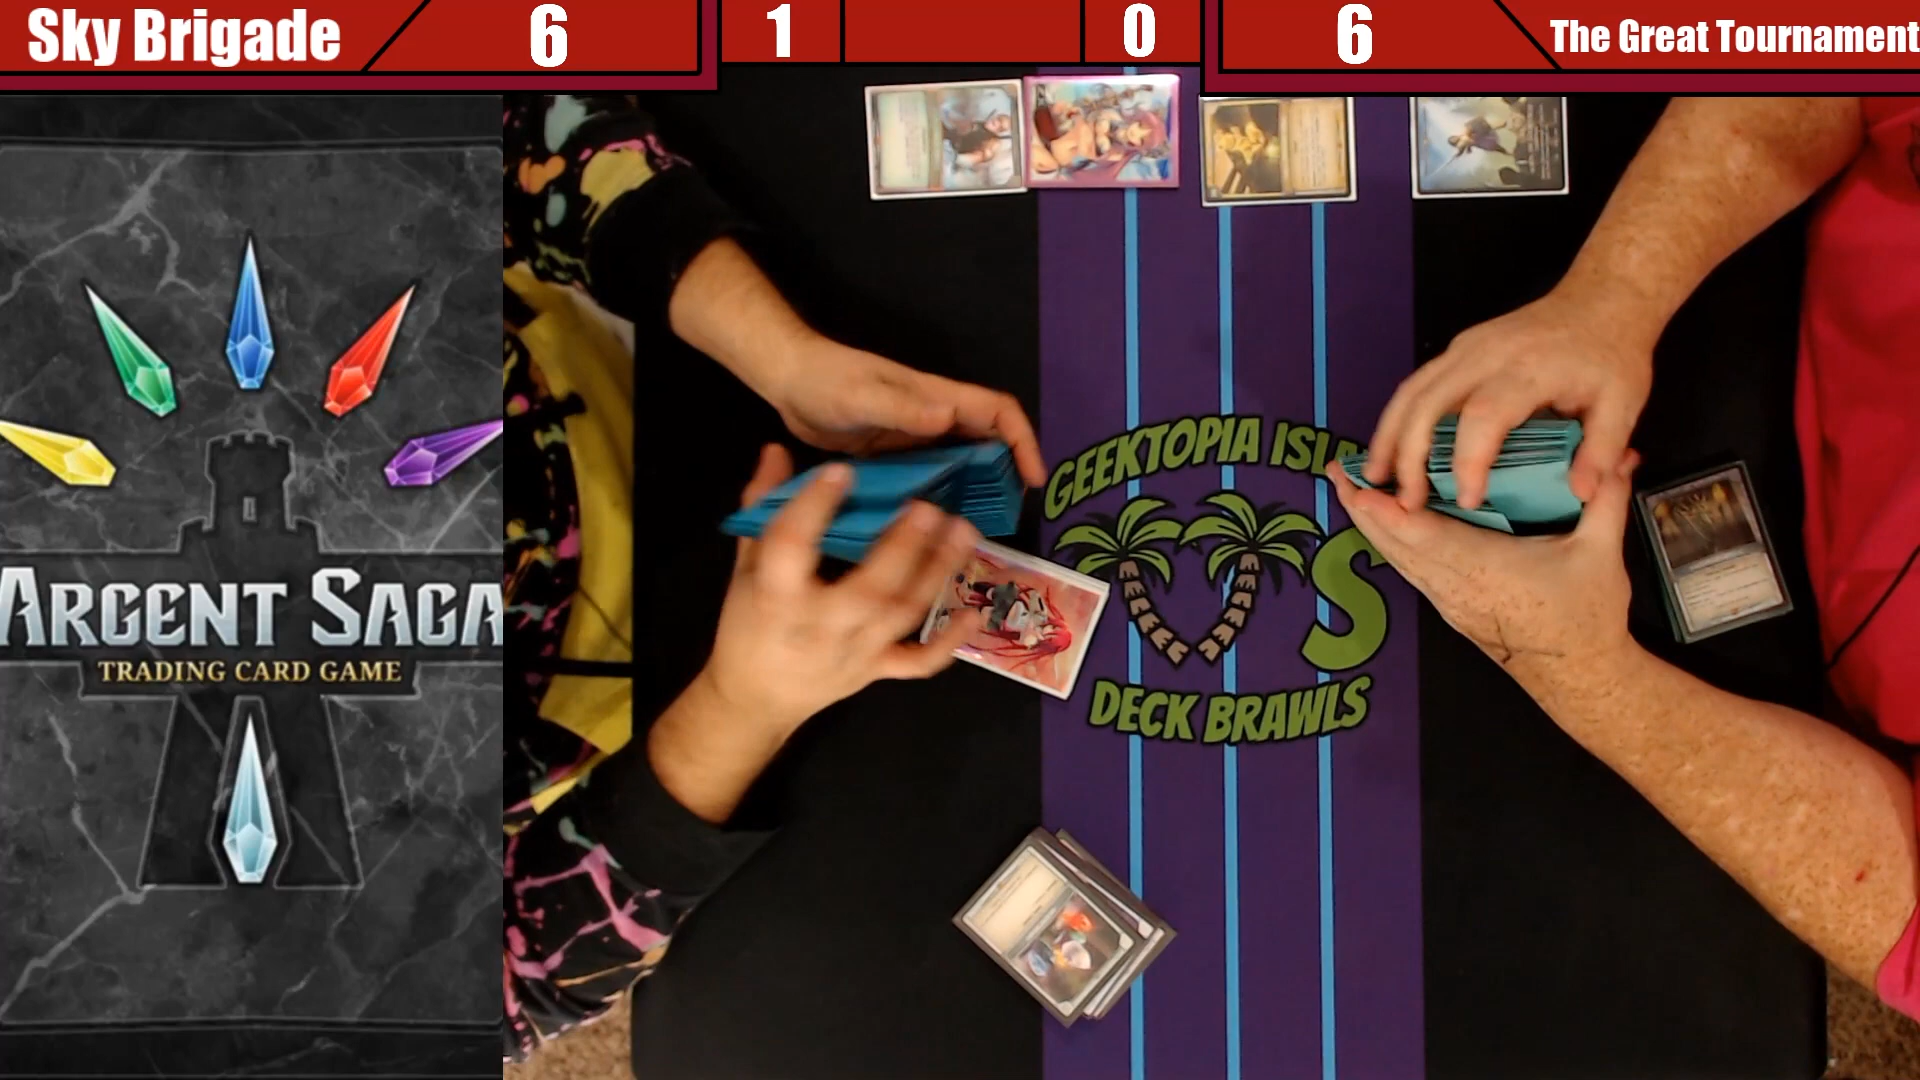 Sky Brigade 6 1 0 6 The Great Tournament
GEEKTOPIA ISL
S
DECK BRAWLS
ARGENT SAGA
TRADING CARD GAME